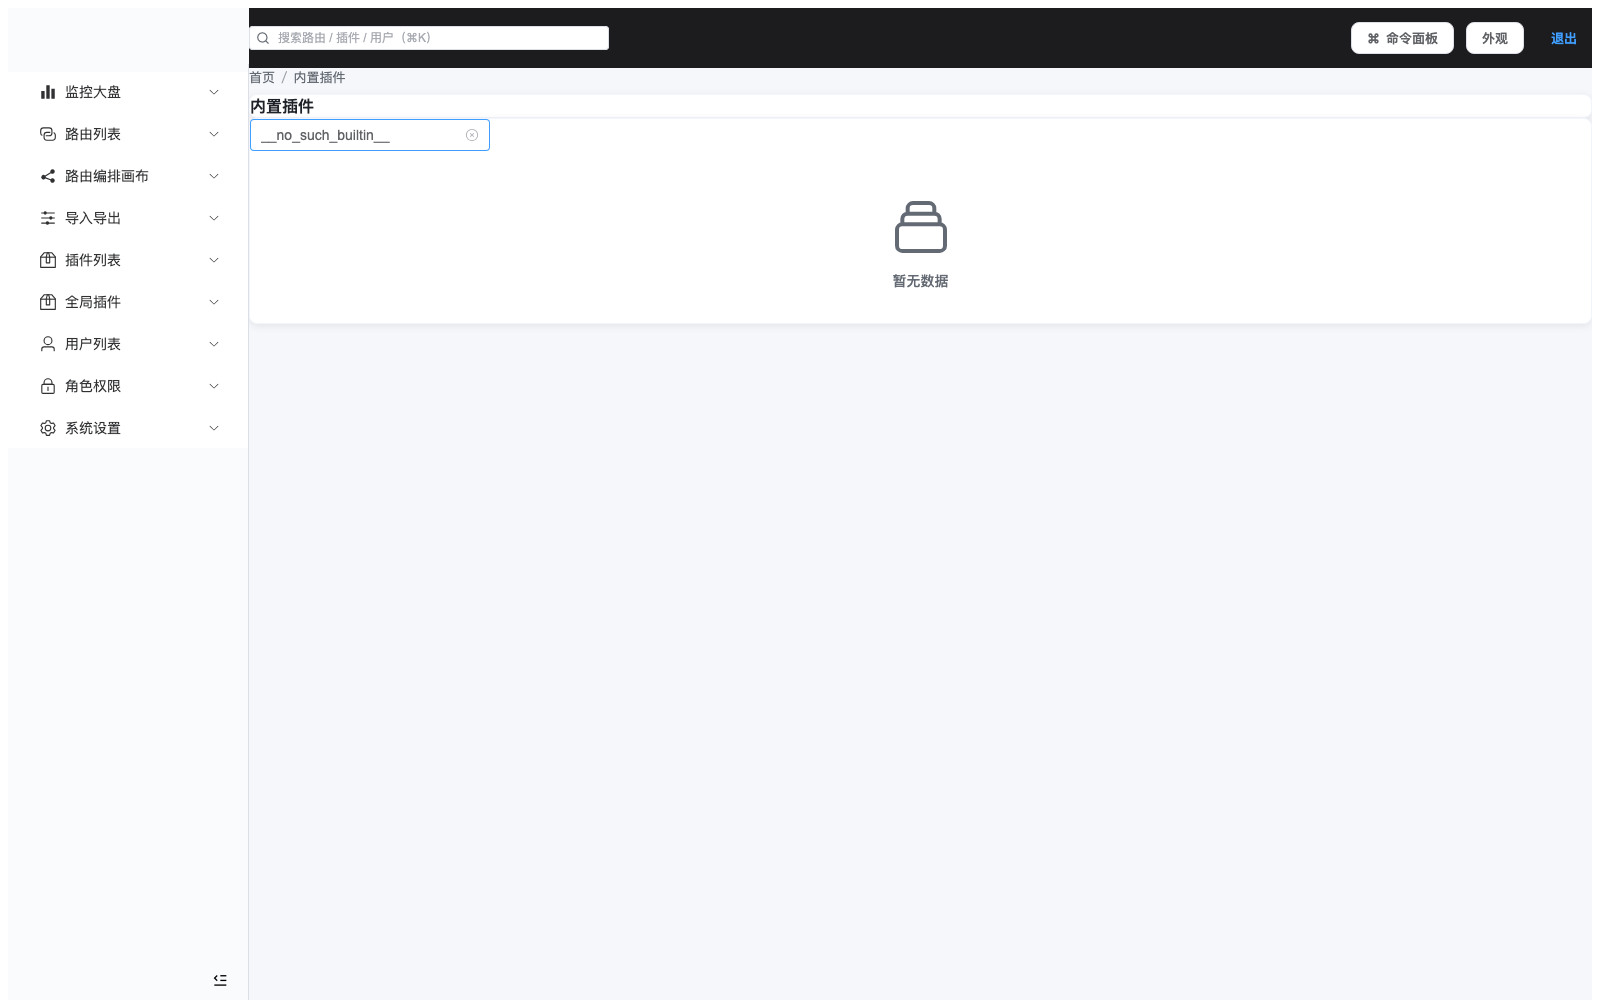 搜索路由 / 插件 / 用户（⌘K）
⌘ 命令面板
外观
退出
监控大盘
路由列表
路由编排画布
导入导出
插件列表
全局插件
用户列表
角色权限
系统设置
首页 / 内置插件
内置插件
__no_such_builtin__
暂无数据